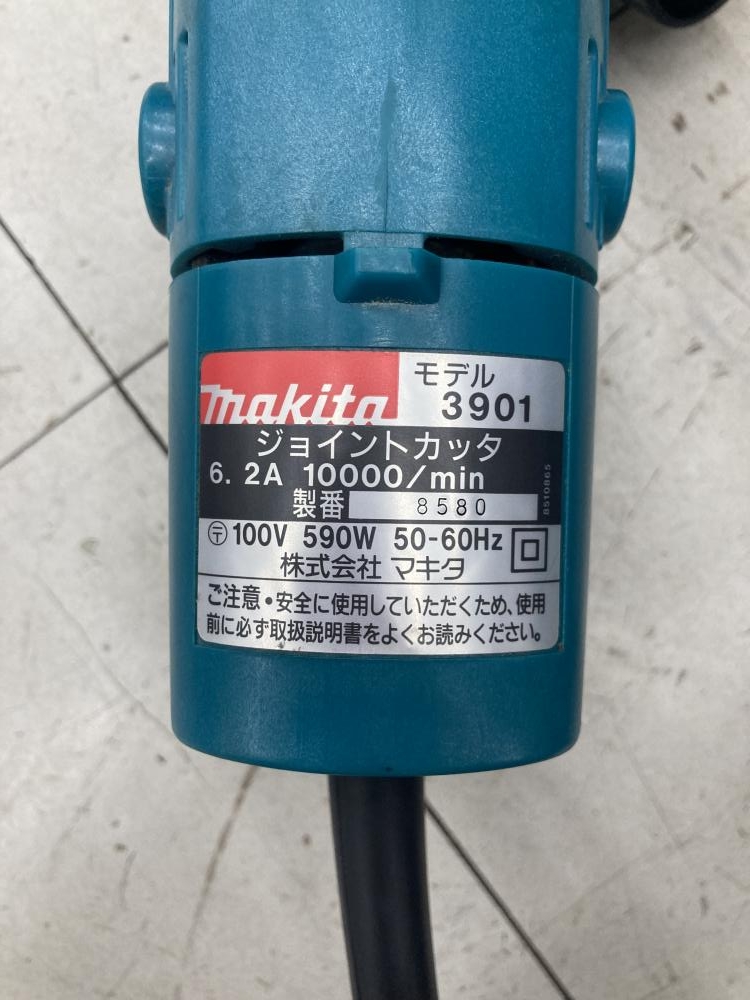 makita
モデル
3901
ジョイントカッタ
6.2A 10000/min
製番 8580
8510865
〒 100V 590W 50-60Hz
株式会社 マキタ
ご注意・安全に使用していただくため、使用
前に必ず取扱説明書をよくお読みください。